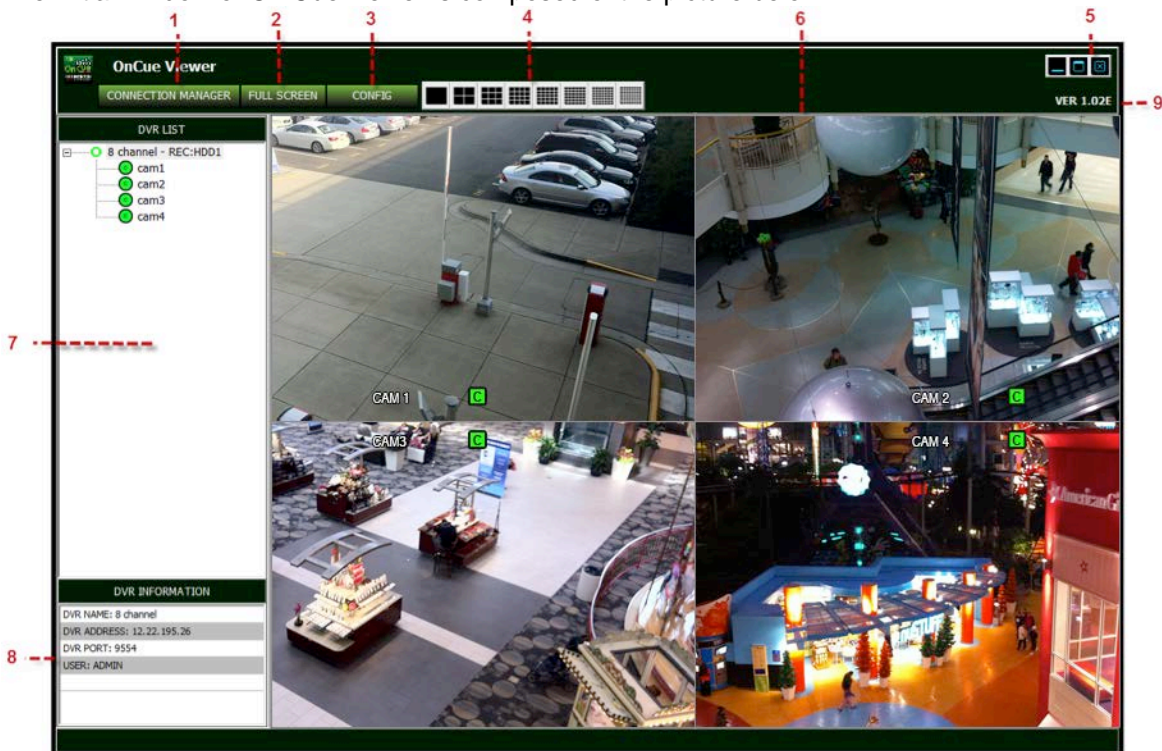 1 2 3 4 6 5
OnCue Viewer
CONNECTION MANAGER FULL SCREEN CONFIG
VER 1.02E 9
DVR LIST
8 channel - REC:HDD1
cam1
cam2
cam3
cam4
7
CAM 1 C
CAM 2 C
CAM3 C
CAM 4 C
American
DVR INFORMATION
DVR NAME: 8 channel
DVR ADDRESS: 12.22.195.26
DVR PORT: 9554
8
USER: ADMIN